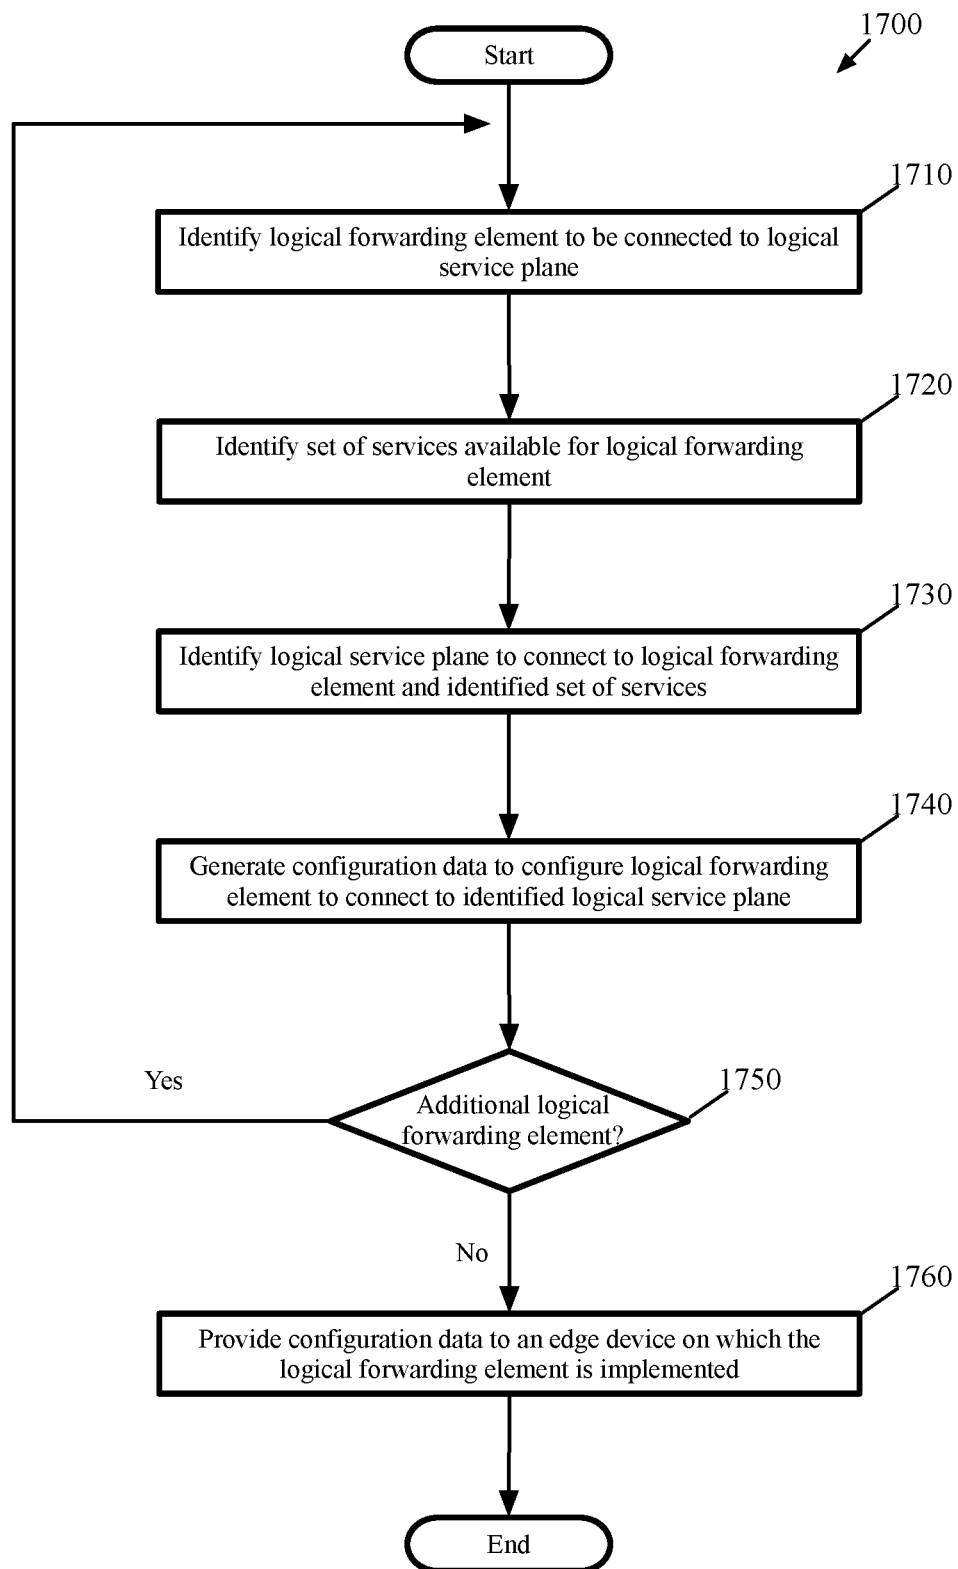 1700
Start
1710
Identify logical forwarding element to be connected to logical
service plane
1720
Identify set of services available for logical forwarding
element
1730
Identify logical service plane to connect to logical forwarding
element and identified set of services
1740
Generate configuration data to configure logical forwarding
element to connect to identified logical service plane
Yes
1750
Additional logical
forwarding element?
No
1760
Provide configuration data to an edge device on which the
logical forwarding element is implemented
End